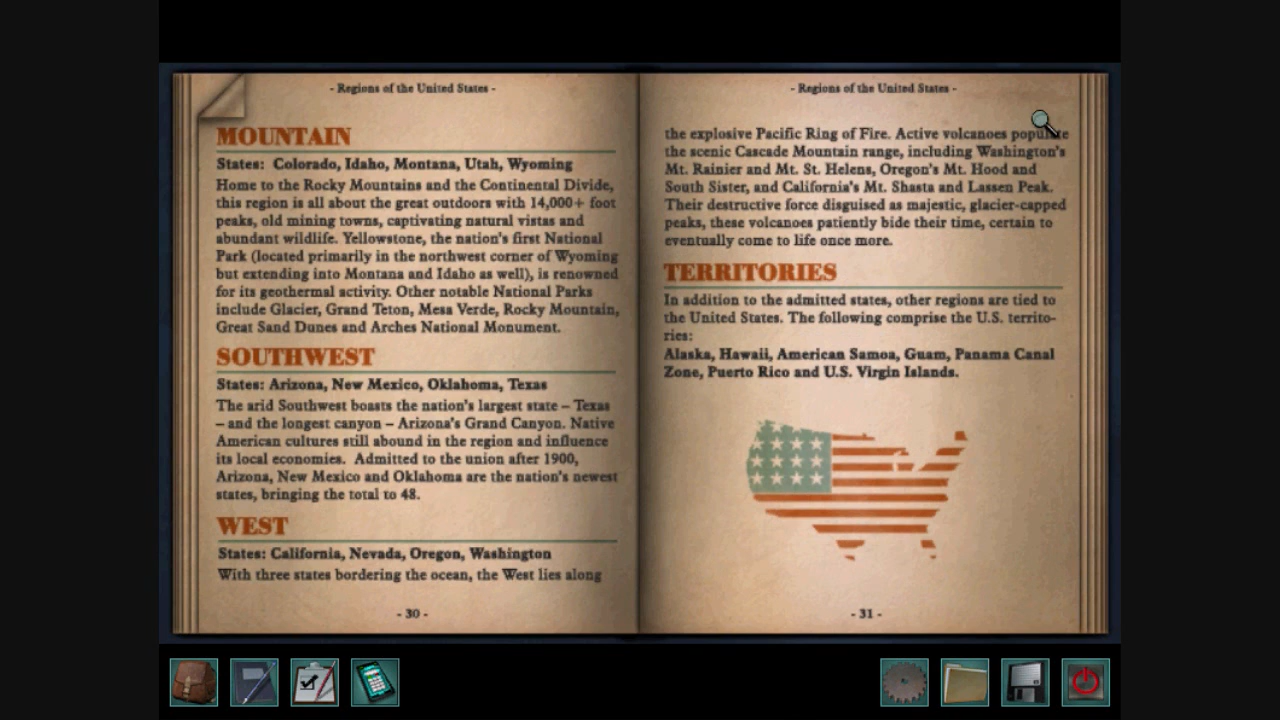 - Regions of the United States -
MOUNTAIN
States: Colorado, Idaho, Montana, Utah, Wyoming
Home to the Rocky Mountains and the Continental Divide,
this region is all about the great outdoors with 14,000+ foot
peaks, old mining towns, captivating natural vistas and
abundant wildlife. Yellowstone, the nation's first National
Park (located primarily in the northwest corner of Wyoming
but extending into Montana and Idaho as well), is renowned
for its geothermal activity. Other notable National Parks
include Glacier, Grand Teton, Mesa Verde, Rocky Mountain,
Great Sand Dunes and Arches National Monument.
SOUTHWEST
States: Arizona, New Mexico, Oklahoma, Texas
The arid Southwest boasts the nation's largest state – Texas
– and the longest canyon – Arizona's Grand Canyon. Native
American cultures still abound in the region and influence
its local economies. Admitted to the union after 1900,
Arizona, New Mexico and Oklahoma are the nation's newest
states, bringing the total to 48.
WEST
States: California, Nevada, Oregon, Washington
With three states bordering the ocean, the West lies along
- 30 -
- Regions of the United States -
the explosive Pacific Ring of Fire. Active volcanoes populate
the scenic Cascade Mountain range, including Washington's
Mt. Rainier and Mt. St. Helens, Oregon's Mt. Hood and
South Sister, and California's Mt. Shasta and Lassen Peak.
Their destructive force disguised as majestic, glacier-capped
peaks, these volcanoes patiently bide their time, certain to
eventually come to life once more.
TERRITORIES
In addition to the admitted states, other regions are tied to
the United States. The following comprise the U.S. territo-
ries:
Alaska, Hawaii, American Samoa, Guam, Panama Canal
Zone, Puerto Rico and U.S. Virgin Islands.
- 31 -